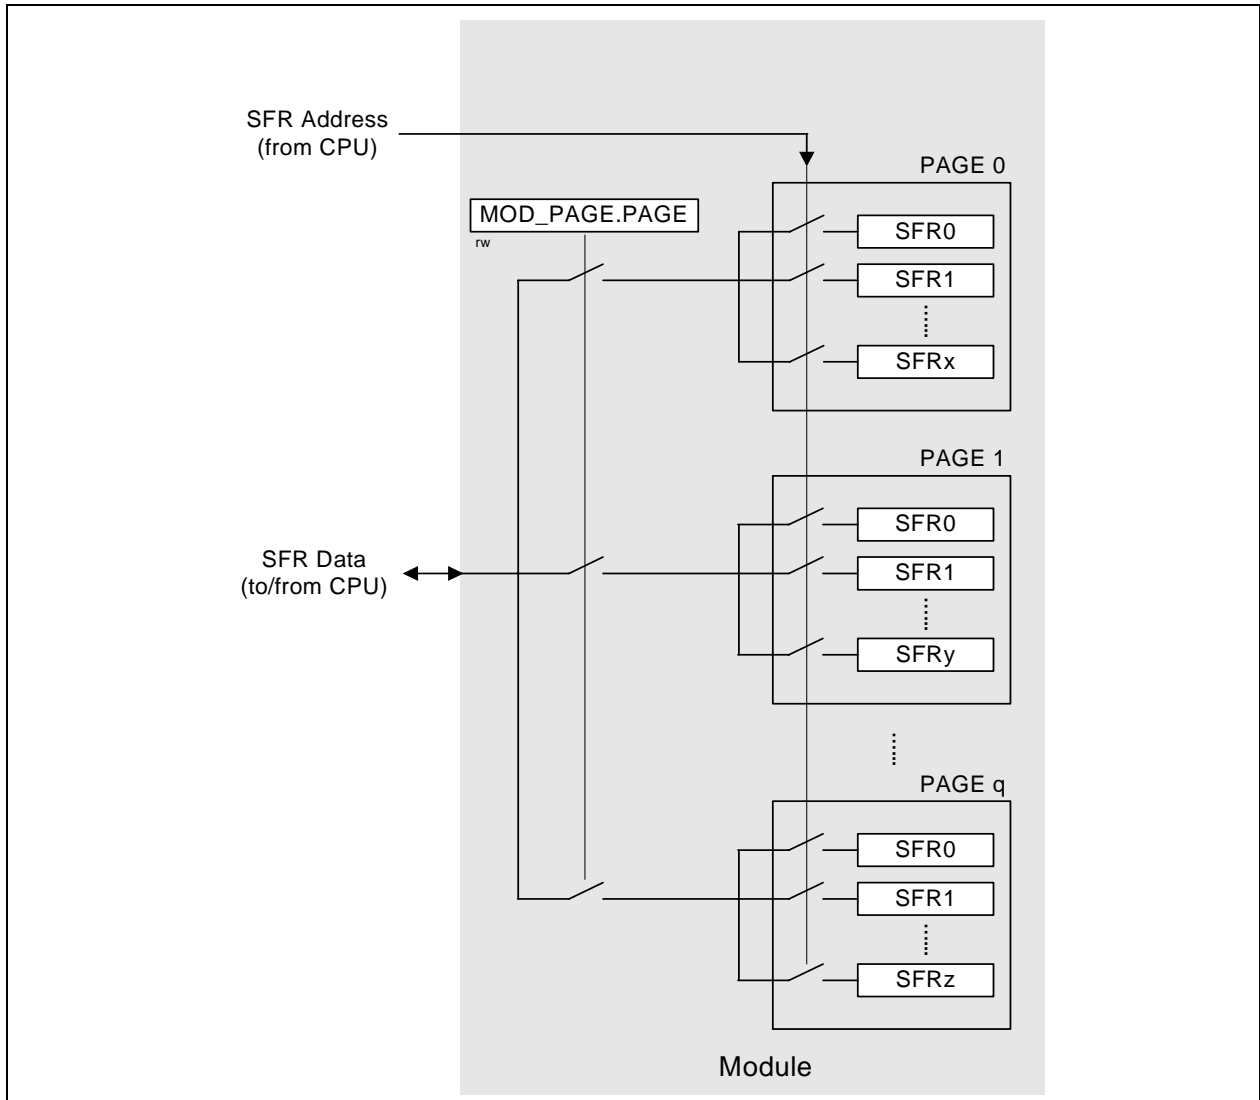 SFR Address
(from CPU)
PAGE 0
MOD_PAGE.PAGE
rw
SFR0
SFR1
SFRx
PAGE 1
SFR0
SFR1
SFRy
SFR Data
(to/from CPU)
PAGE q
SFR0
SFR1
SFRz
Module